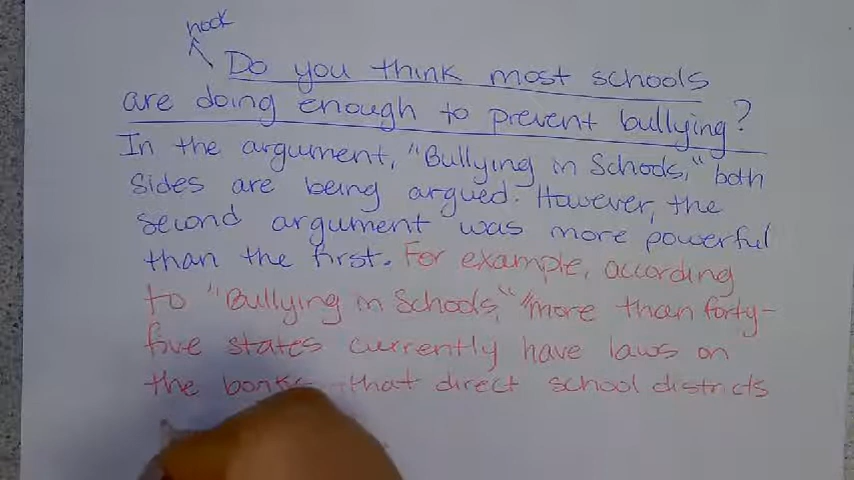 hook
Do you think most schools
are doing enough to prevent bullying?
In the argument, "Bullying in Schools," both
sides are being argued. However, the
second argument was more powerful
than the first. For example, according
to "Bullying in Schools," "more than forty-
five states currently have laws on
the books that direct school districts